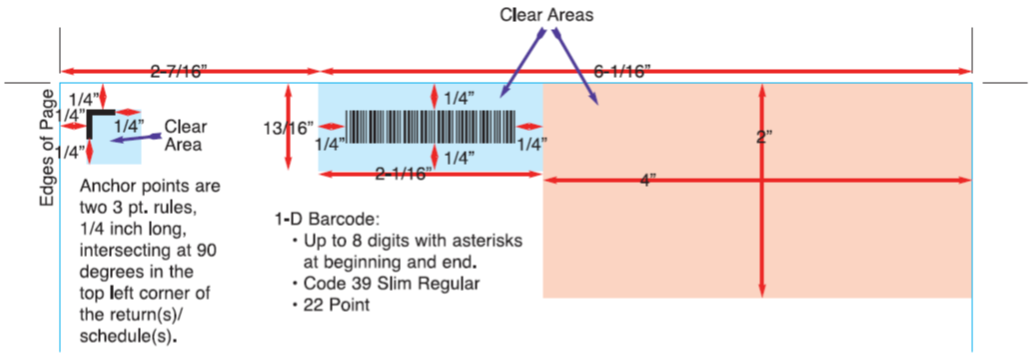 Clear Areas
2-7/16"
6-1/16"
1/4"
1/4"
1/4"
1/4"
Clear
Area
Edges of Page
13/16"
1/4"
1/4"
1/4"
1/4"
2-1/16"
2"
4"
Anchor points are
two 3 pt. rules,
1/4 inch long,
intersecting at 90
degrees in the
top left corner of
the return(s)/
schedule(s).
1-D Barcode:
• Up to 8 digits with asterisks
at beginning and end.
• Code 39 Slim Regular
• 22 Point